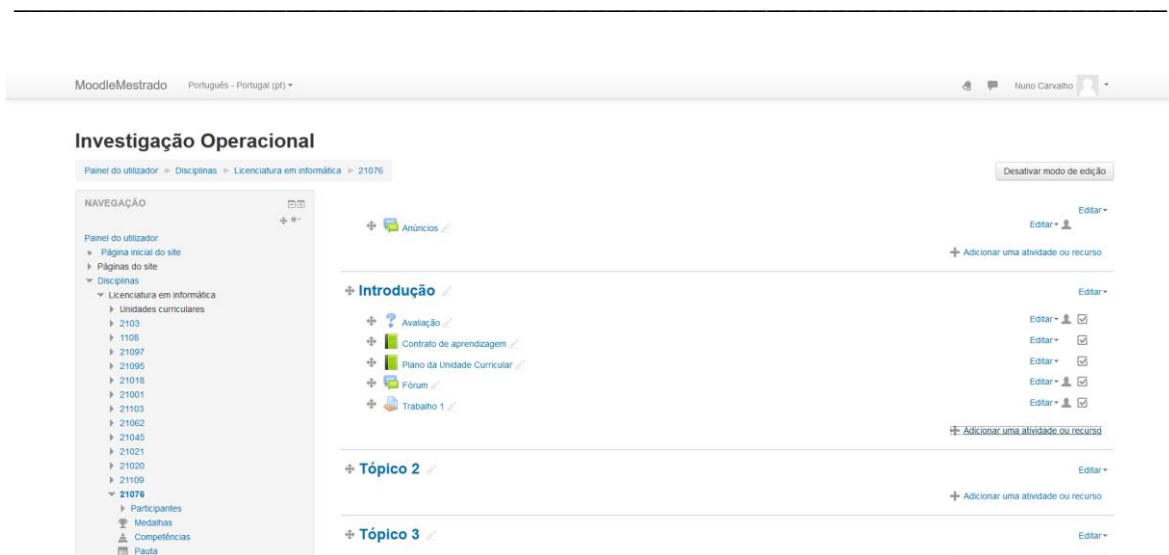 MoodleMestrado Português - Portugal (pt) Nuno Carvalho
Investigação Operacional
Painel do utilizador Disciplinas Licenciatura em informática 21076 Desativar modo de edição
NAVEGAÇÃO
Painel do utilizador
Página inicial do site
Páginas do site
Disciplinas
Licenciatura em informática
Unidades curriculares
2103
1108
21097
21095
21018
21001
21103
21062
21045
21021
21020
21109
21076
Participantes
Medalhas
Competências
Pauta
Editar
Anúncios Editar
Adicionar uma atividade ou recurso
Introdução Editar
Avaliação Editar
Contrato de aprendizagem Editar
Plano da Unidade Curricular Editar
Fórum Editar
Trabalho 1 Editar
Adicionar uma atividade ou recurso
Tópico 2 Editar
Adicionar uma atividade ou recurso
Tópico 3 Editar